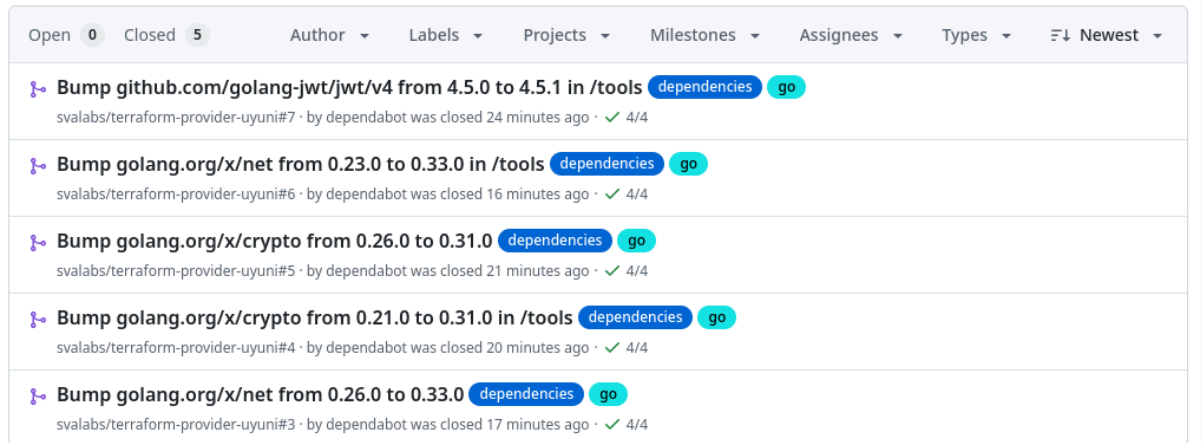 Open 0 Closed 5 Author Labels Projects Milestones Assignees Types Newest
Bump github.com/golang-jwt/jwt/v4 from 4.5.0 to 4.5.1 in /tools dependencies go
svalabs/terraform-provider-uyuni#7 · by dependabot was closed 24 minutes ago · ✓ 4/4
Bump golang.org/x/net from 0.23.0 to 0.33.0 in /tools dependencies go
svalabs/terraform-provider-uyuni#6 · by dependabot was closed 16 minutes ago · ✓ 4/4
Bump golang.org/x/crypto from 0.26.0 to 0.31.0 dependencies go
svalabs/terraform-provider-uyuni#5 · by dependabot was closed 21 minutes ago · ✓ 4/4
Bump golang.org/x/crypto from 0.21.0 to 0.31.0 in /tools dependencies go
svalabs/terraform-provider-uyuni#4 · by dependabot was closed 20 minutes ago · ✓ 4/4
Bump golang.org/x/net from 0.26.0 to 0.33.0 dependencies go
svalabs/terraform-provider-uyuni#3 · by dependabot was closed 17 minutes ago · ✓ 4/4